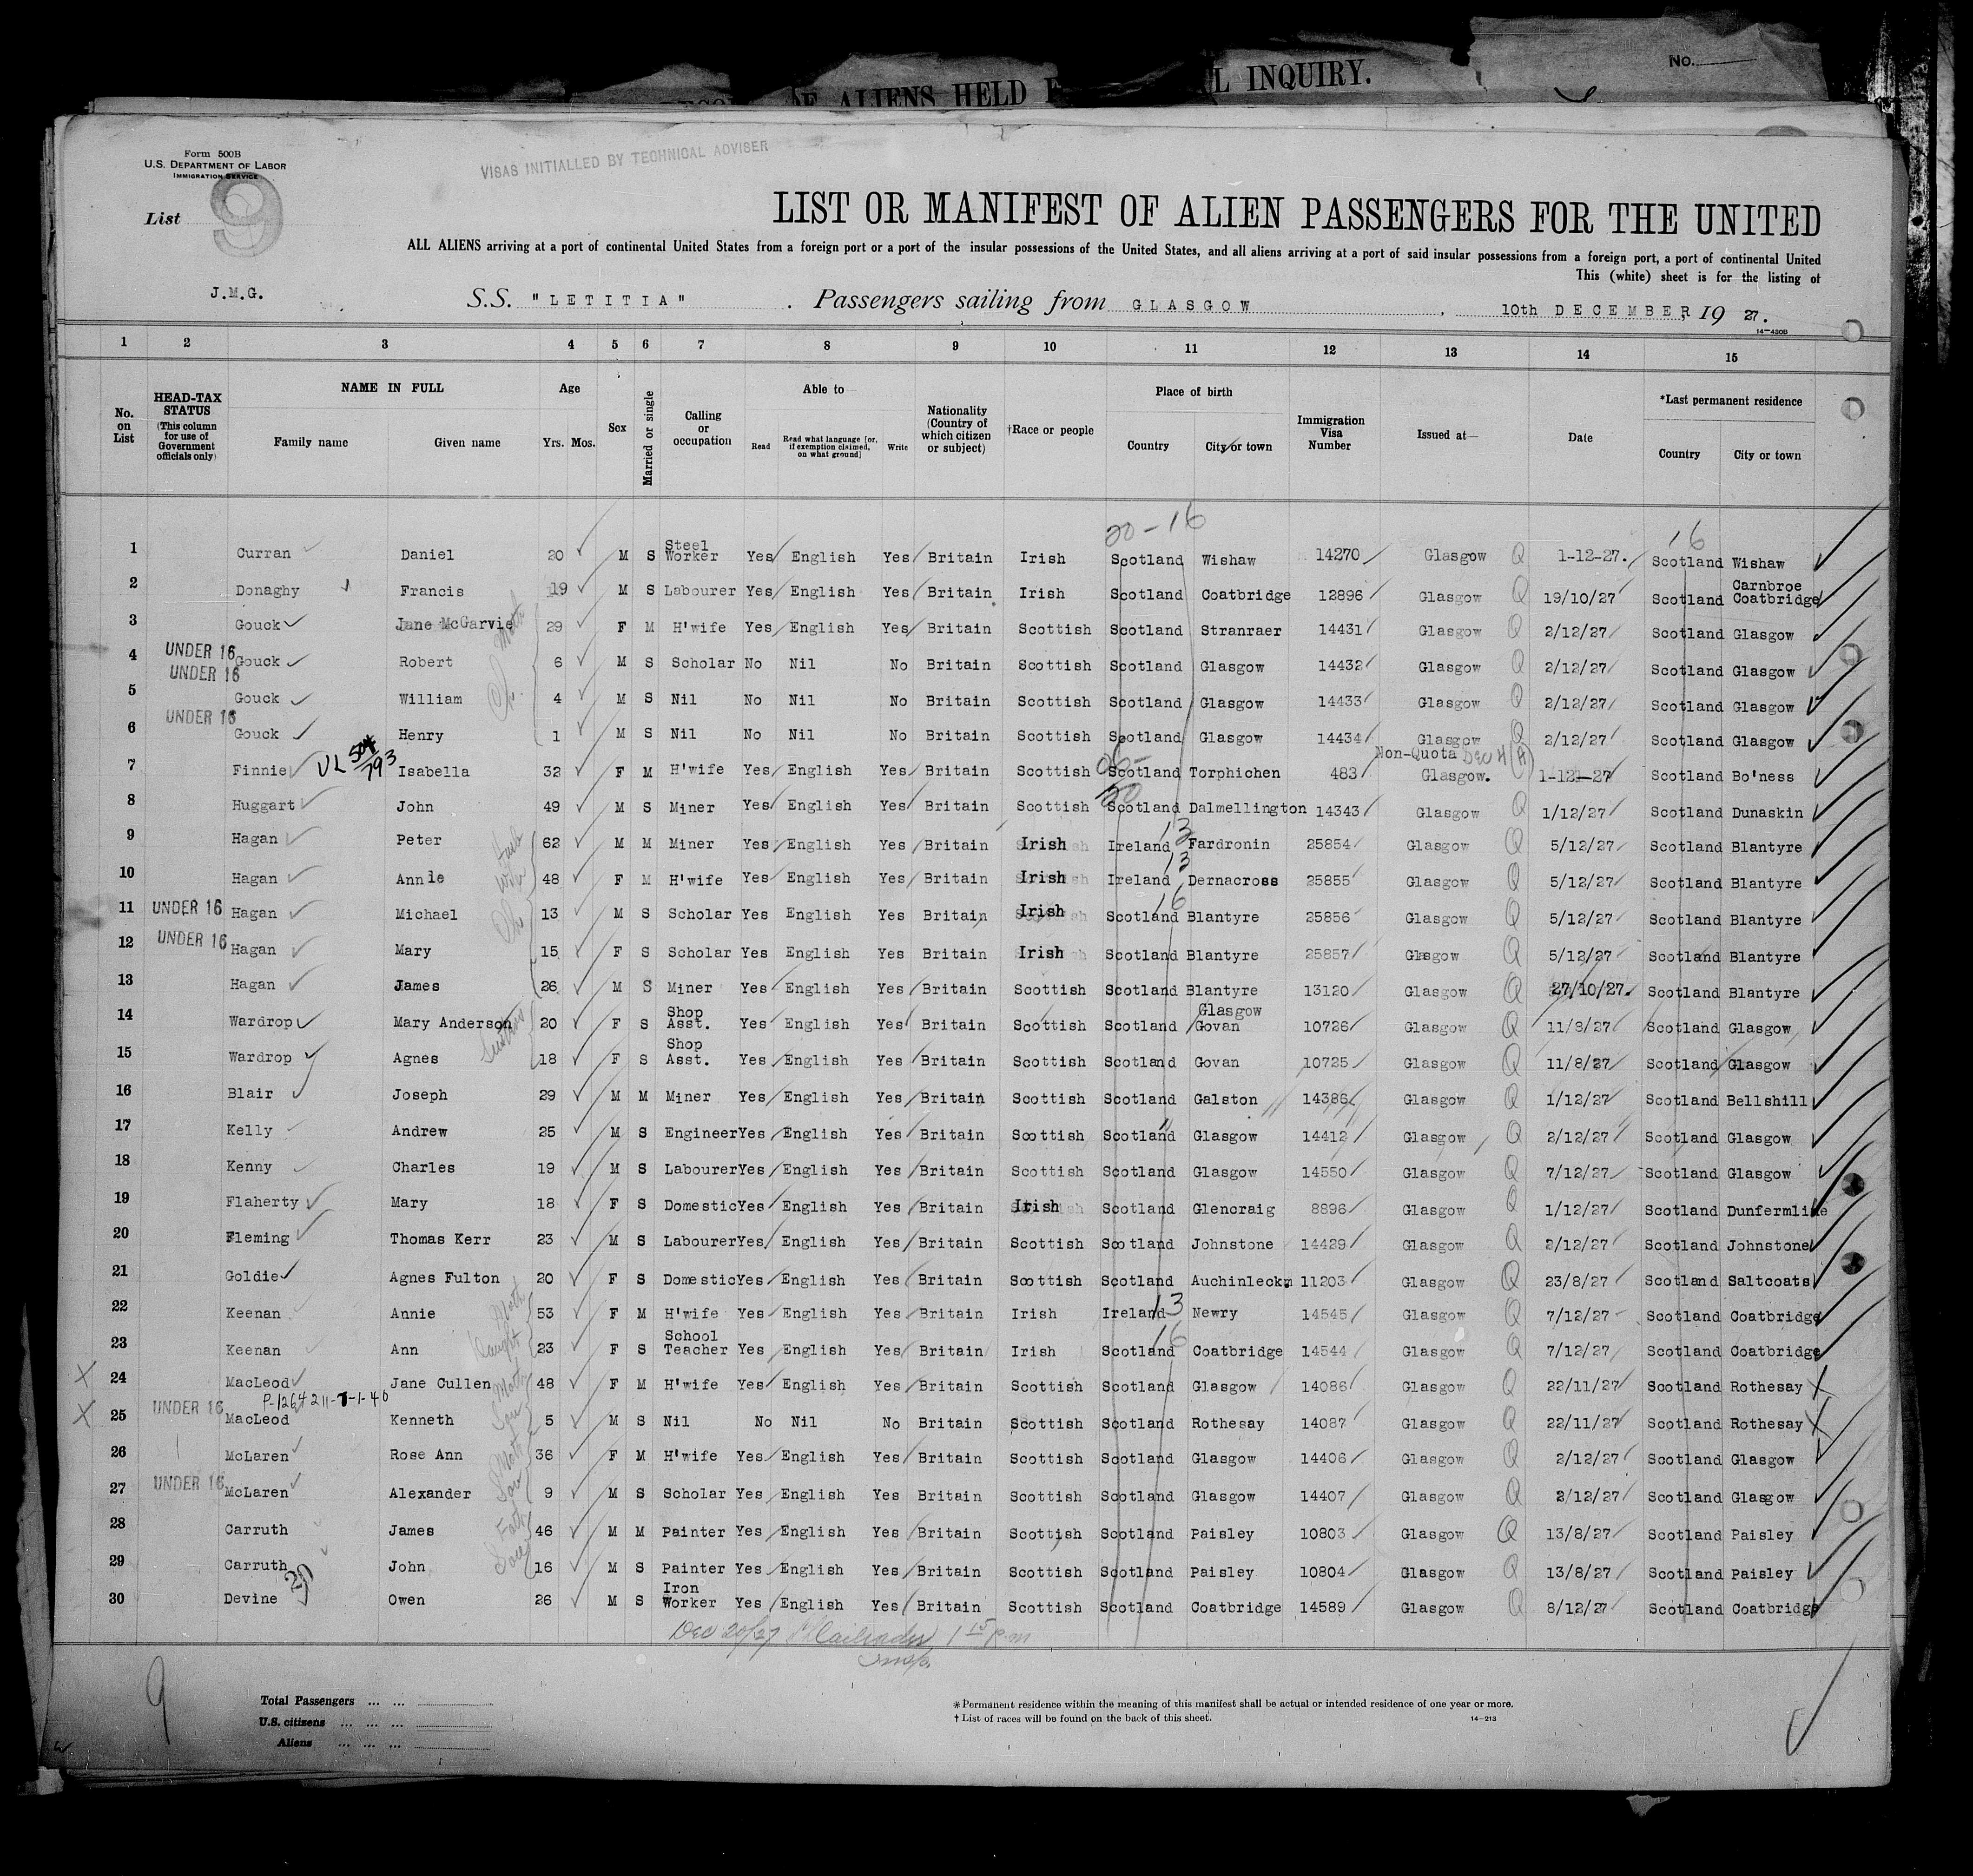 OF ALIENS HELD L INQUIRY.
No.
Form 500B
U.S. DEPARTMENT OF LABOR
IMMIGRATION SERVICE
VISAS INITIALLED BY TECHNICAL ADVISER
List 9
LIST OR MANIFEST OF ALIEN PASSENGERS FOR THE UNITED
ALL ALIENS arriving at a port of continental United States from a foreign port or a port of the insular possessions of the United States, and all aliens arriving at a port of said insular possessions from a foreign port, a port of continental United
This (white) sheet is for the listing of
J.M.G. S.S. "LETITIA" . Passengers sailing from GLASGOW , 10th DECEMBER, 19 27.
14-430B
1 2 3 4 5 6 7 8 9 10 11 12 13 14 15
No. on List HEAD-TAX STATUS (This column for use of Government officials only) NAME IN FULL Family name Given name Age Yrs. Mos. Sex Married or single Calling or occupation Able to Read Read what language [or, if exemption claimed, on what ground] Write Nationality (Country of which citizen or subject) †Race or people Place of birth Country City or town Immigration Visa Number Issued at— Date *Last permanent residence Country City or town
20-16 16
1 Curran Daniel 20 M S Steel Worker Yes English Yes Britain Irish Scotland Wishaw 14270 Glasgow Q 1-12-27. Scotland Wishaw
2 Donaghy Francis 19 M S Labourer Yes English Yes Britain Irish Scotland Coatbridge 12896 Glasgow Q 19/10/27 Scotland Carnbroe Coatbridge
3 Gouck Jane McGarvie 29 F M H'wife Yes English Yes Britain Scottish Scotland Stranraer 14431 Glasgow Q 2/12/27 Scotland Glasgow
4 UNDER 16 Gouck Robert 6 M S Scholar No Nil No Britain Scottish Scotland Glasgow 14432 Glasgow Q 2/12/27 Scotland Glasgow
5 UNDER 16 Gouck William 4 M S Nil No Nil No Britain Scottish Scotland Glasgow 14433 Glasgow Q 2/12/27 Scotland Glasgow
6 UNDER 16 Gouck Henry 1 M S Nil No Nil No Britain Scottish Scotland Glasgow 14434 Glasgow Q 2/12/27 Scotland Glasgow
7 Finnie Isabella 32 F M H'wife Yes English Yes Britain Scottish Scotland Torphichen 483 Non-Quota Glasgow. 1-12-27 Scotland Bo'ness
8 Huggart John 49 M S Miner Yes English Yes Britain Scottish Scotland Dalmellington 14343 Glasgow Q 1/12/27 Scotland Dunaskin
9 Hagan Peter 62 M M Miner Yes English Yes Britain Irish Ireland 13 Fardronin 25854 Glasgow Q 5/12/27 Scotland Blantyre
10 Hagan Annie 48 F M H'wife Yes English Yes Britain Irish Ireland 13 Dernacross 25855 Glasgow Q 5/12/27 Scotland Blantyre
11 UNDER 16 Hagan Michael 13 M S Scholar Yes English Yes Britain Irish Scotland 16 Blantyre 25856 Glasgow Q 5/12/27 Scotland Blantyre
12 UNDER 16 Hagan Mary 15 F S Scholar Yes English Yes Britain Irish Scotland Blantyre 25857 Glasgow Q 5/12/27 Scotland Blantyre
13 Hagan James 26 M S Miner Yes English Yes Britain Scottish Scotland Blantyre 13120 Glasgow Q 27/10/27. Scotland Blantyre
14 Wardrop Mary Anderson 20 F S Shop Asst. Yes English Yes Britain Scottish Scotland Glasgow Govan 10726 Glasgow Q 11/8/27 Scotland Glasgow
15 Wardrop Agnes 18 F S Shop Asst. Yes English Yes Britain Scottish Scotland Govan 10725 Glasgow Q 11/8/27 Scotland Glasgow
16 Blair Joseph 29 M M Miner Yes English Yes Britain Scottish Scotland Galston 14386 Glasgow Q 1/12/27 Scotland Bellshill
17 Kelly Andrew 25 M S Engineer Yes English Yes Britain Scottish Scotland Glasgow 14412 Glasgow Q 2/12/27 Scotland Glasgow
18 Kenny Charles 19 M S Labourer Yes English Yes Britain Scottish Scotland Glasgow 14550 Glasgow Q 7/12/27 Scotland Glasgow
19 Flaherty Mary 18 F S Domestic Yes English Yes Britain Irish Scotland Glencraig 8896 Glasgow Q 1/12/27 Scotland Dunfermline
20 Fleming Thomas Kerr 23 M S Labourer Yes English Yes Britain Scottish Scotland Johnstone 14429 Glasgow Q 2/12/27 Scotland Johnstone
21 Goldie Agnes Fulton 20 F S Domestic Yes English Yes Britain Scottish Scotland Auchinleck 11203 Glasgow Q 23/8/27 Scotland Saltcoats
22 Keenan Annie 53 F M H'wife Yes English Yes Britain Irish Ireland 13 Newry 14545 Glasgow Q 7/12/27 Scotland Coatbridge
23 Keenan Ann 23 F S School Teacher Yes English Yes Britain Irish Scotland 16 Coatbridge 14544 Glasgow Q 7/12/27 Scotland Coatbridge
X 24 MacLeod Jane Cullen 48 F M H'wife Yes English Yes Britain Scottish Scotland Glasgow 14086 Glasgow Q 22/11/27 Scotland Rothesay X
X 25 UNDER 16 MacLeod Kenneth 5 M S Nil No Nil No Britain Scottish Scotland Rothesay 14087 Glasgow Q 22/11/27 Scotland Rothesay X
26 McLaren Rose Ann 36 F M H'wife Yes English Yes Britain Scottish Scotland Glasgow 14406 Glasgow Q 2/12/27 Scotland Glasgow
27 UNDER 16 McLaren Alexander 9 M S Scholar Yes English Yes Britain Scottish Scotland Glasgow 14407 Glasgow Q 2/12/27 Scotland Glasgow
28 Carruth James 46 M M Painter Yes English Yes Britain Scottish Scotland Paisley 10803 Glasgow Q 13/8/27 Scotland Paisley
29 Carruth John 16 M S Painter Yes English Yes Britain Scottish Scotland Paisley 10804 Glasgow Q 13/8/27 Scotland Paisley
30 Devine Owen 26 M S Iron Worker Yes English Yes Britain Scottish Scotland Coatbridge 14589 Glasgow Q 8/12/27 Scotland Coatbridge
Dec 20/27 1 15 p.m
9
Total Passengers ... ...
U.S. citizens ... ... ...
Aliens ... ... ...
* Permanent residence within the meaning of this manifest shall be actual or intended residence of one year or more.
† List of races will be found on the back of this sheet.
14-213